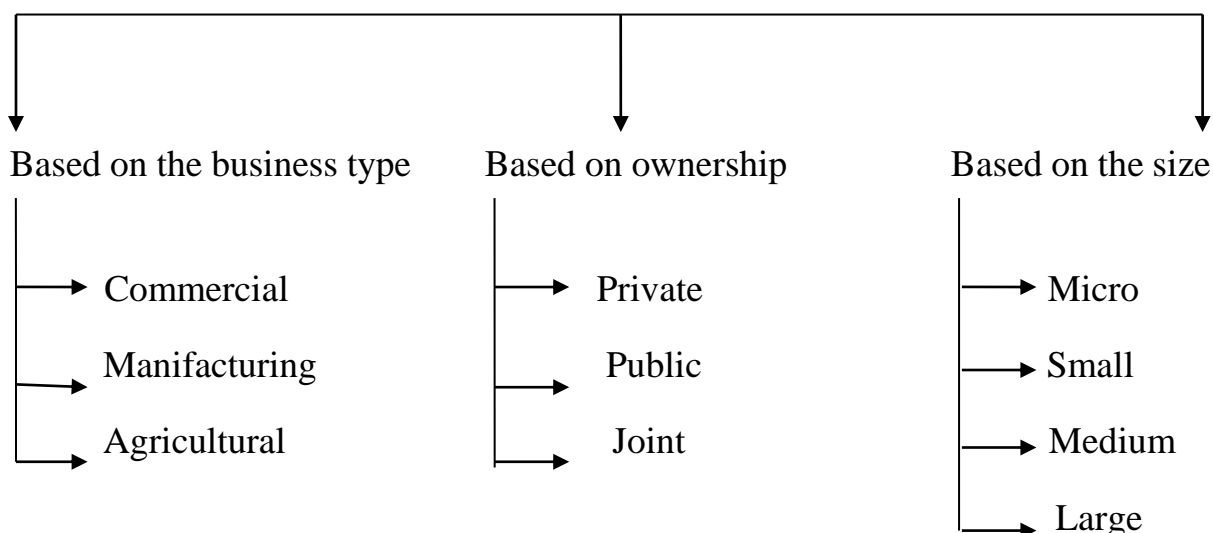 Based on the business type
Commercial
Manifacturing
Agricultural
Based on ownership
Private
Public
Joint
Based on the size
Micro
Small
Medium
Large